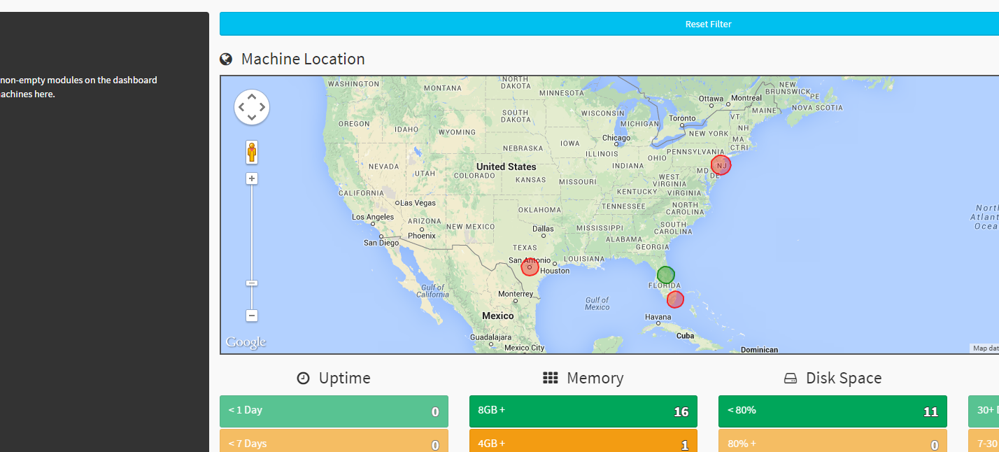 Reset Filter
non-empty modules on the dashboard
achines here.
Machine Location
WASHINGTON
MONTANA
NORTH
DAKOTA
MINNESOTA
NEW
BRUNSWICK
PE
Ottawa
Montreal
MAINE
NOVA SCOTIA
OREGON
IDAHO
WYOMING
SOUTH
DAKOTA
WISCONSIN
MICHIGAN
Toronto
VT
NH
NEW YORK
MA
CT RI
Chicago
IOWA
NEBRASKA
ILLINOIS
INDIANA
OHIO
PENNSYLVANIA
NJ
MD
DE
NEVADA
UTAH
United States
COLORADO
KANSAS
MISSOURI
WEST
VIRGINIA
KENTUCKY
VIRGINIA
CALIFORNIA
Las Vegas
OKLAHOMA
TENNESSEE
NORTH
CAROLINA
Los Angeles
ARIZONA
Phoenix
NEW MEXICO
Dallas
MISSISSIPPI
SOUTH
CAROLINA
ALABAMA
GEORGIA
San Diego
TEXAS
San Antonio
Houston
LOUISIANA
FLORIDA
Gulf of
California
Monterrey
Gulf of
Mexico
Mexico
Havana
Cuba
Guadalajara
Mexico City
Dominican
North
Atlant
Ocea
Google
Map dat
Uptime
Memory
Disk Space
< 1 Day 0
8GB + 16
< 80% 11
30+ D
< 7 Days 0
4GB + 1
80% + 0
7-30